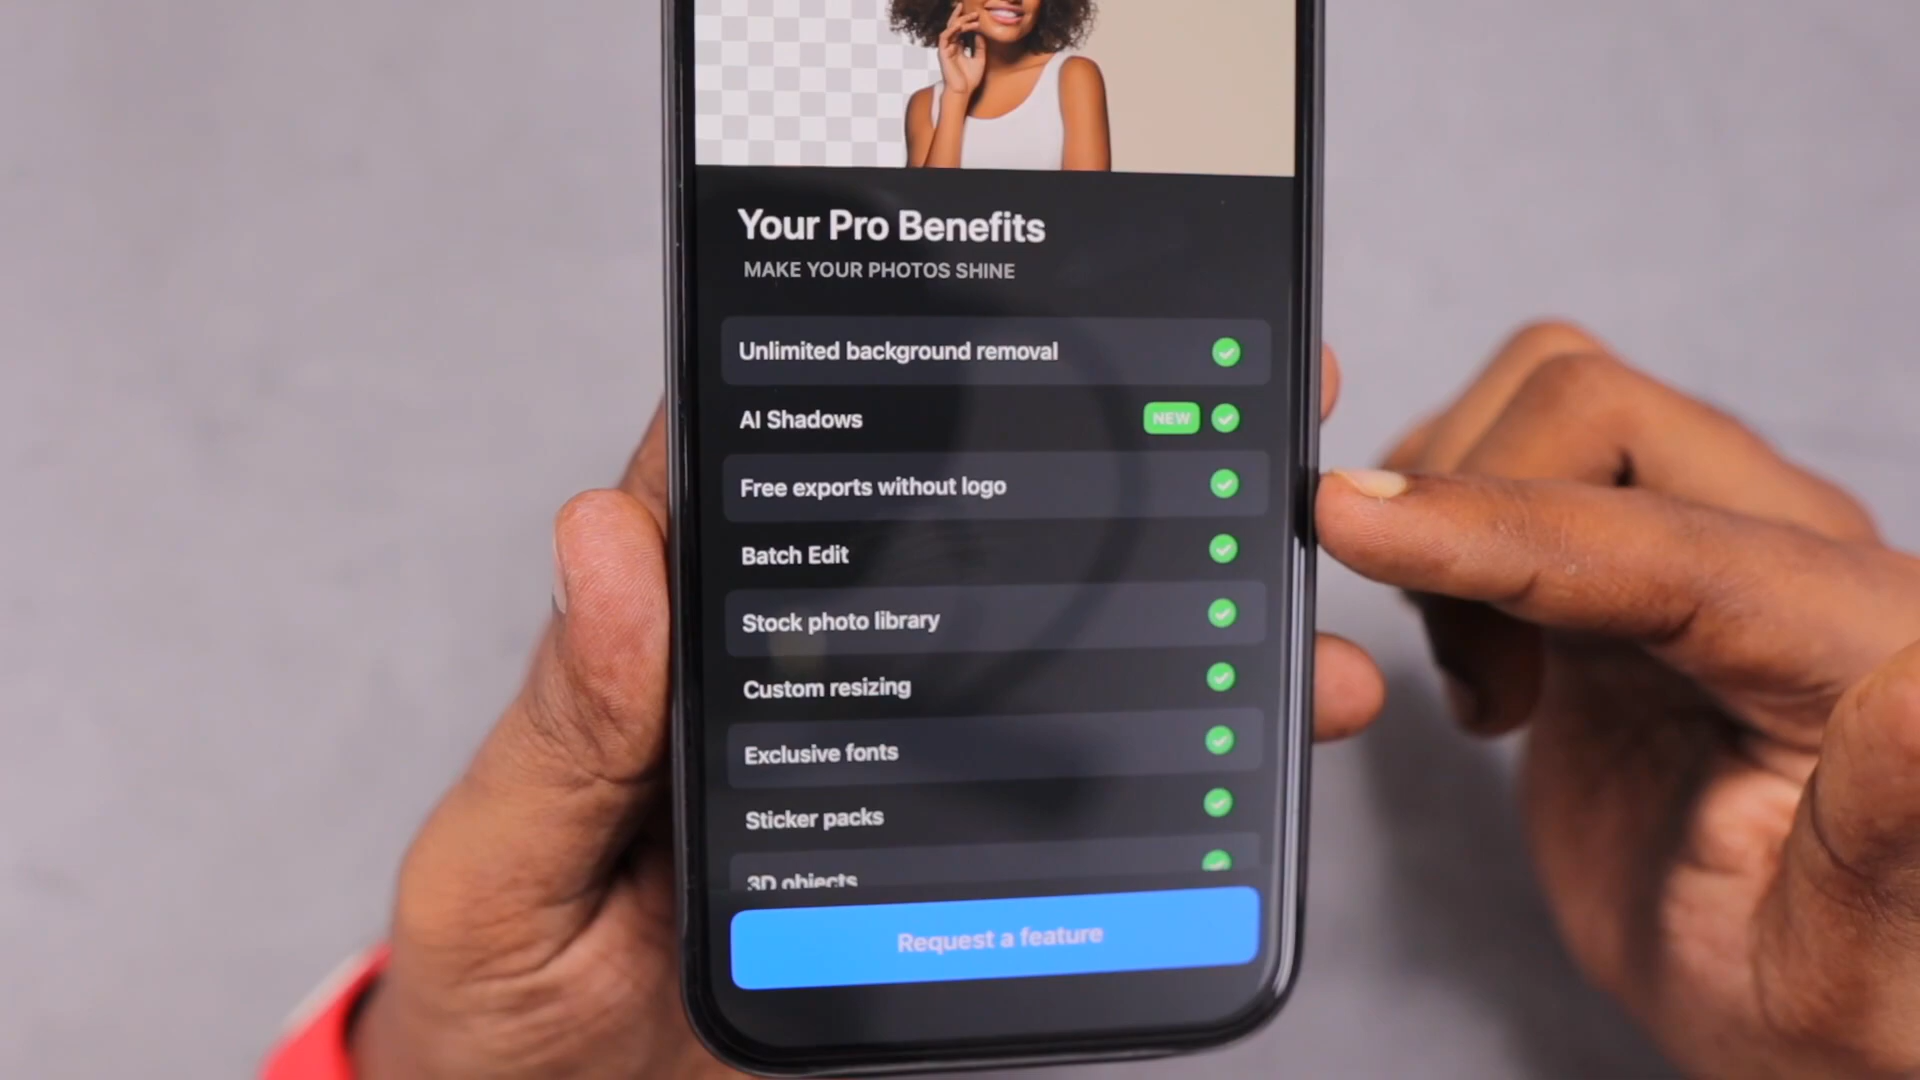 Your Pro Benefits
MAKE YOUR PHOTOS SHINE
Unlimited background removal
AI Shadows NEW
Free exports without logo
Batch Edit
Stock photo library
Custom resizing
Exclusive fonts
Sticker packs
3D objects
Request a feature